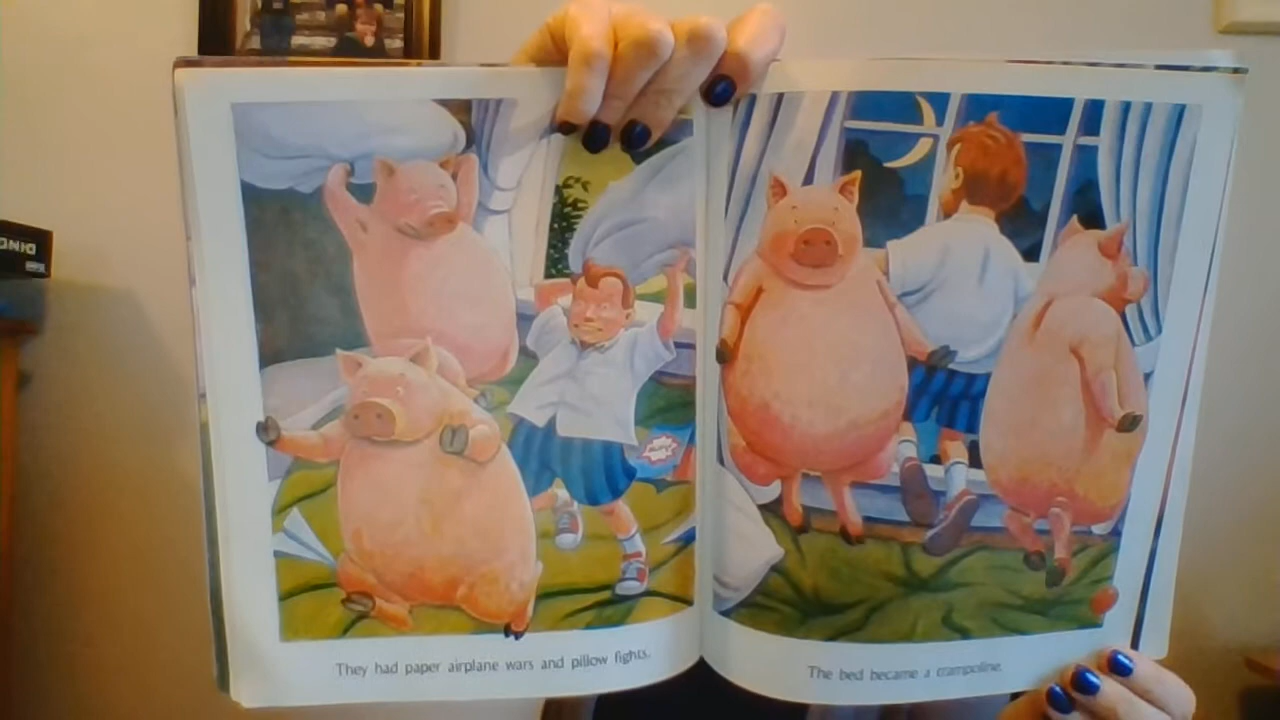 They had paper airplane wars and pillow fights.
The bed became a trampoline.